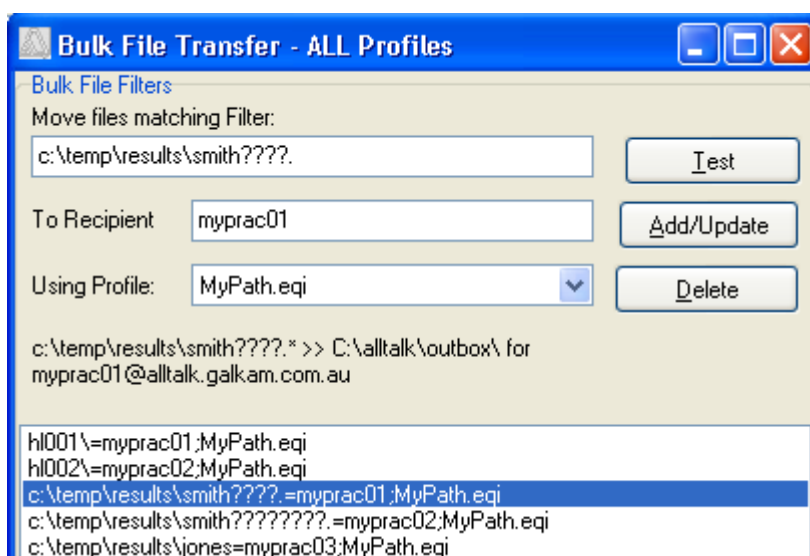 Bulk File Transfer - ALL Profiles
Bulk File Filters
Move files matching Filter:
c:\temp\results\smith????.
Test
To Recipient
myprac01
Add/Update
Using Profile:
MyPath.eqi
Delete
c:\temp\results\smith????.* >> C:\alltalk\outbox\ for
myprac01@alltalk.galkam.com.au
hl001\=myprac01;MyPath.eqi
hl002\=myprac02;MyPath.eqi
c:\temp\results\smith????.=myprac01;MyPath.eqi
c:\temp\results\smith????????.=myprac02;MyPath.eqi
c:\temp\results\jones=myprac03;MyPath.eqi